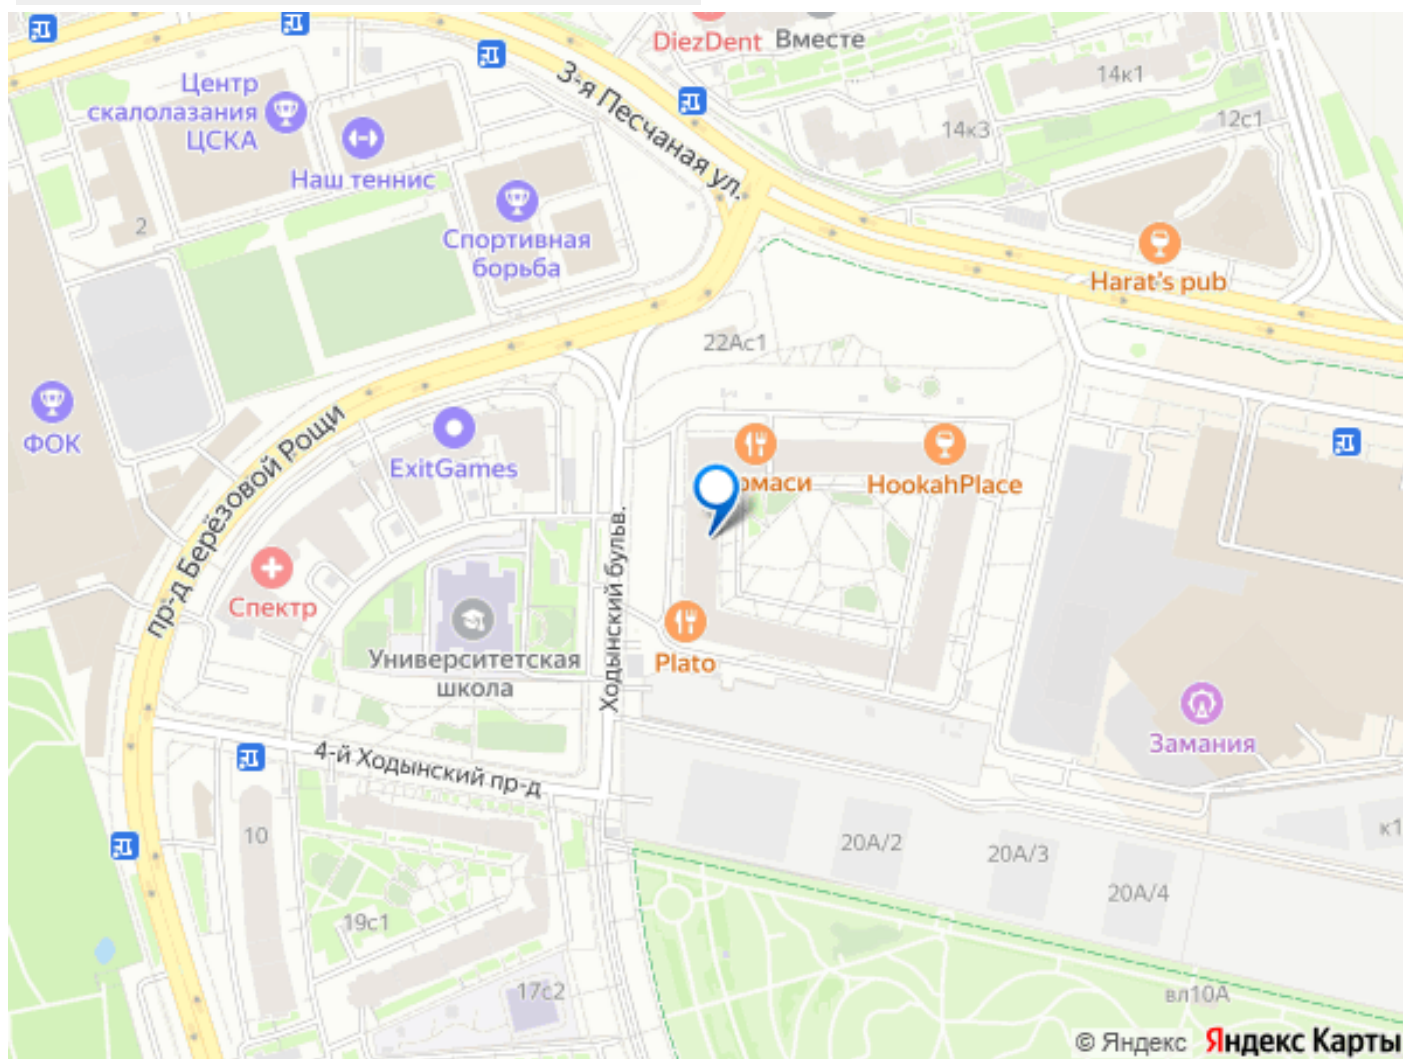 DiezDent
Вместе
Центр
скалолазания
ЦСКА
3-я Песчаная ул.
14к1
14к3
12с1
Наш теннис
2
Спортивная
борьба
Harat's pub
22Ас1
ФОК
ExitGames
пр-д Берёзовой Рощи
HookahPlace
Ходынский бульв.
Спектр
Университетская
школа
Plato
Замания
4-й Ходынский пр-д
10
20А/2
20А/3
20А/4
к1
19с1
17с2
вл10А
© Яндекс Яндекс Карты